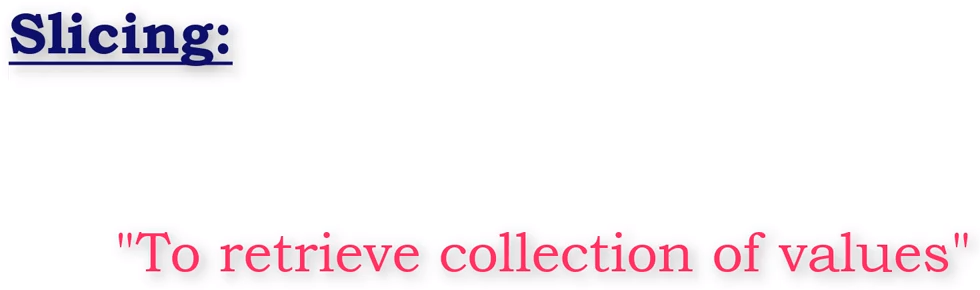 Slicing:
"To retrieve collection of values"